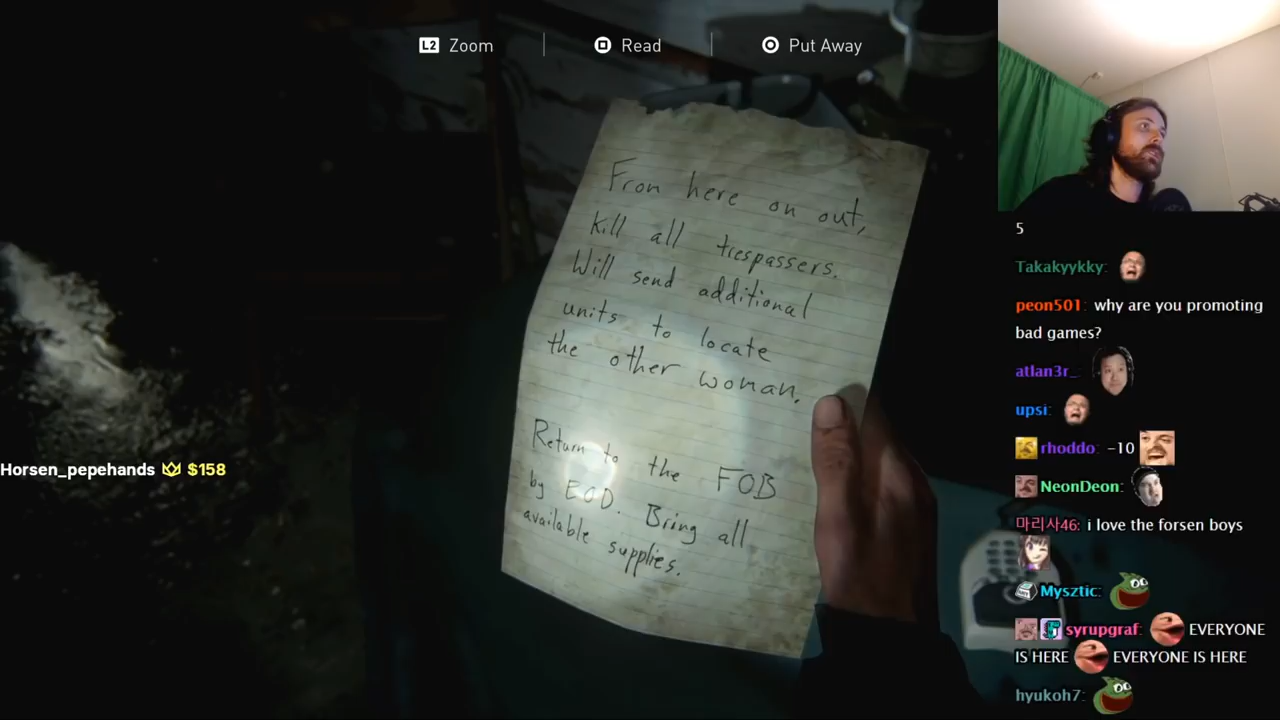 L2 Zoom
Read
Put Away
From here on out,
kill all trespassers.
Will send additional
units to locate
the other woman.
Return to the FOB
by EOD. Bring all
available supplies.
Horsen_pepehands $158
5
Takakyykky:
peon501: why are you promoting
bad games?
atlan3r_:
upsi:
rhoddo: -10
NeonDeon:
마리사46: i love the forsen boys
Mysztic:
syrupgraf: EVERYONE
IS HERE EVERYONE IS HERE
hyukoh7: